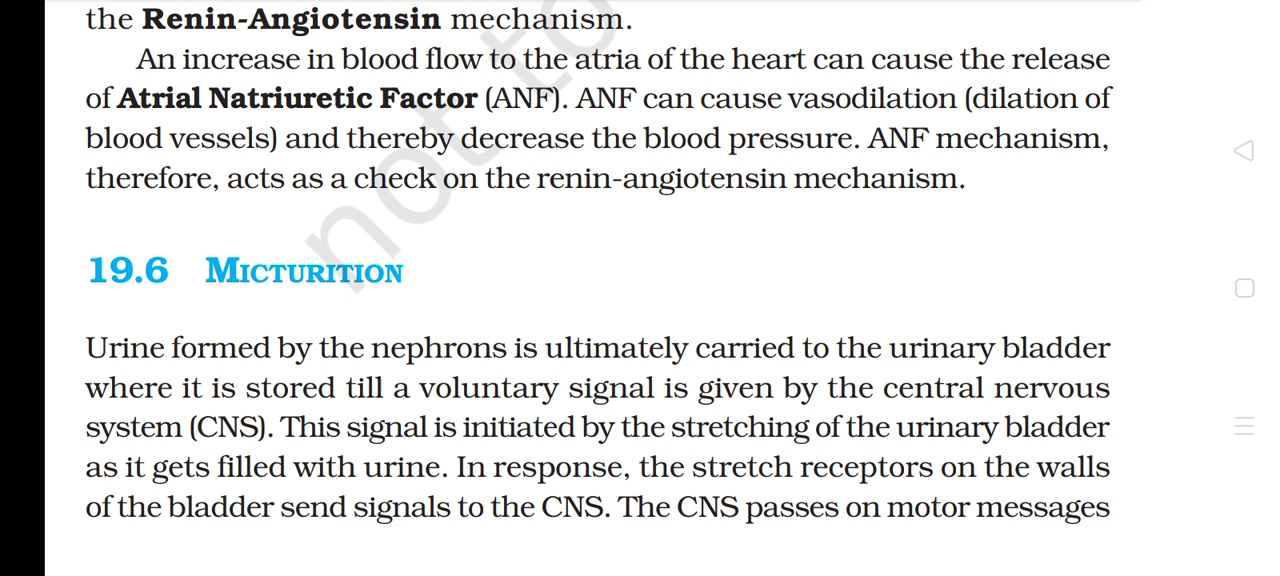 the Renin-Angiotensin mechanism.
An increase in blood flow to the atria of the heart can cause the release
of Atrial Natriuretic Factor (ANF). ANF can cause vasodilation (dilation of
blood vessels) and thereby decrease the blood pressure. ANF mechanism,
therefore, acts as a check on the renin-angiotensin mechanism.
not to
19.6 MICTURITION
Urine formed by the nephrons is ultimately carried to the urinary bladder
where it is stored till a voluntary signal is given by the central nervous
system (CNS). This signal is initiated by the stretching of the urinary bladder
as it gets filled with urine. In response, the stretch receptors on the walls
of the bladder send signals to the CNS. The CNS passes on motor messages